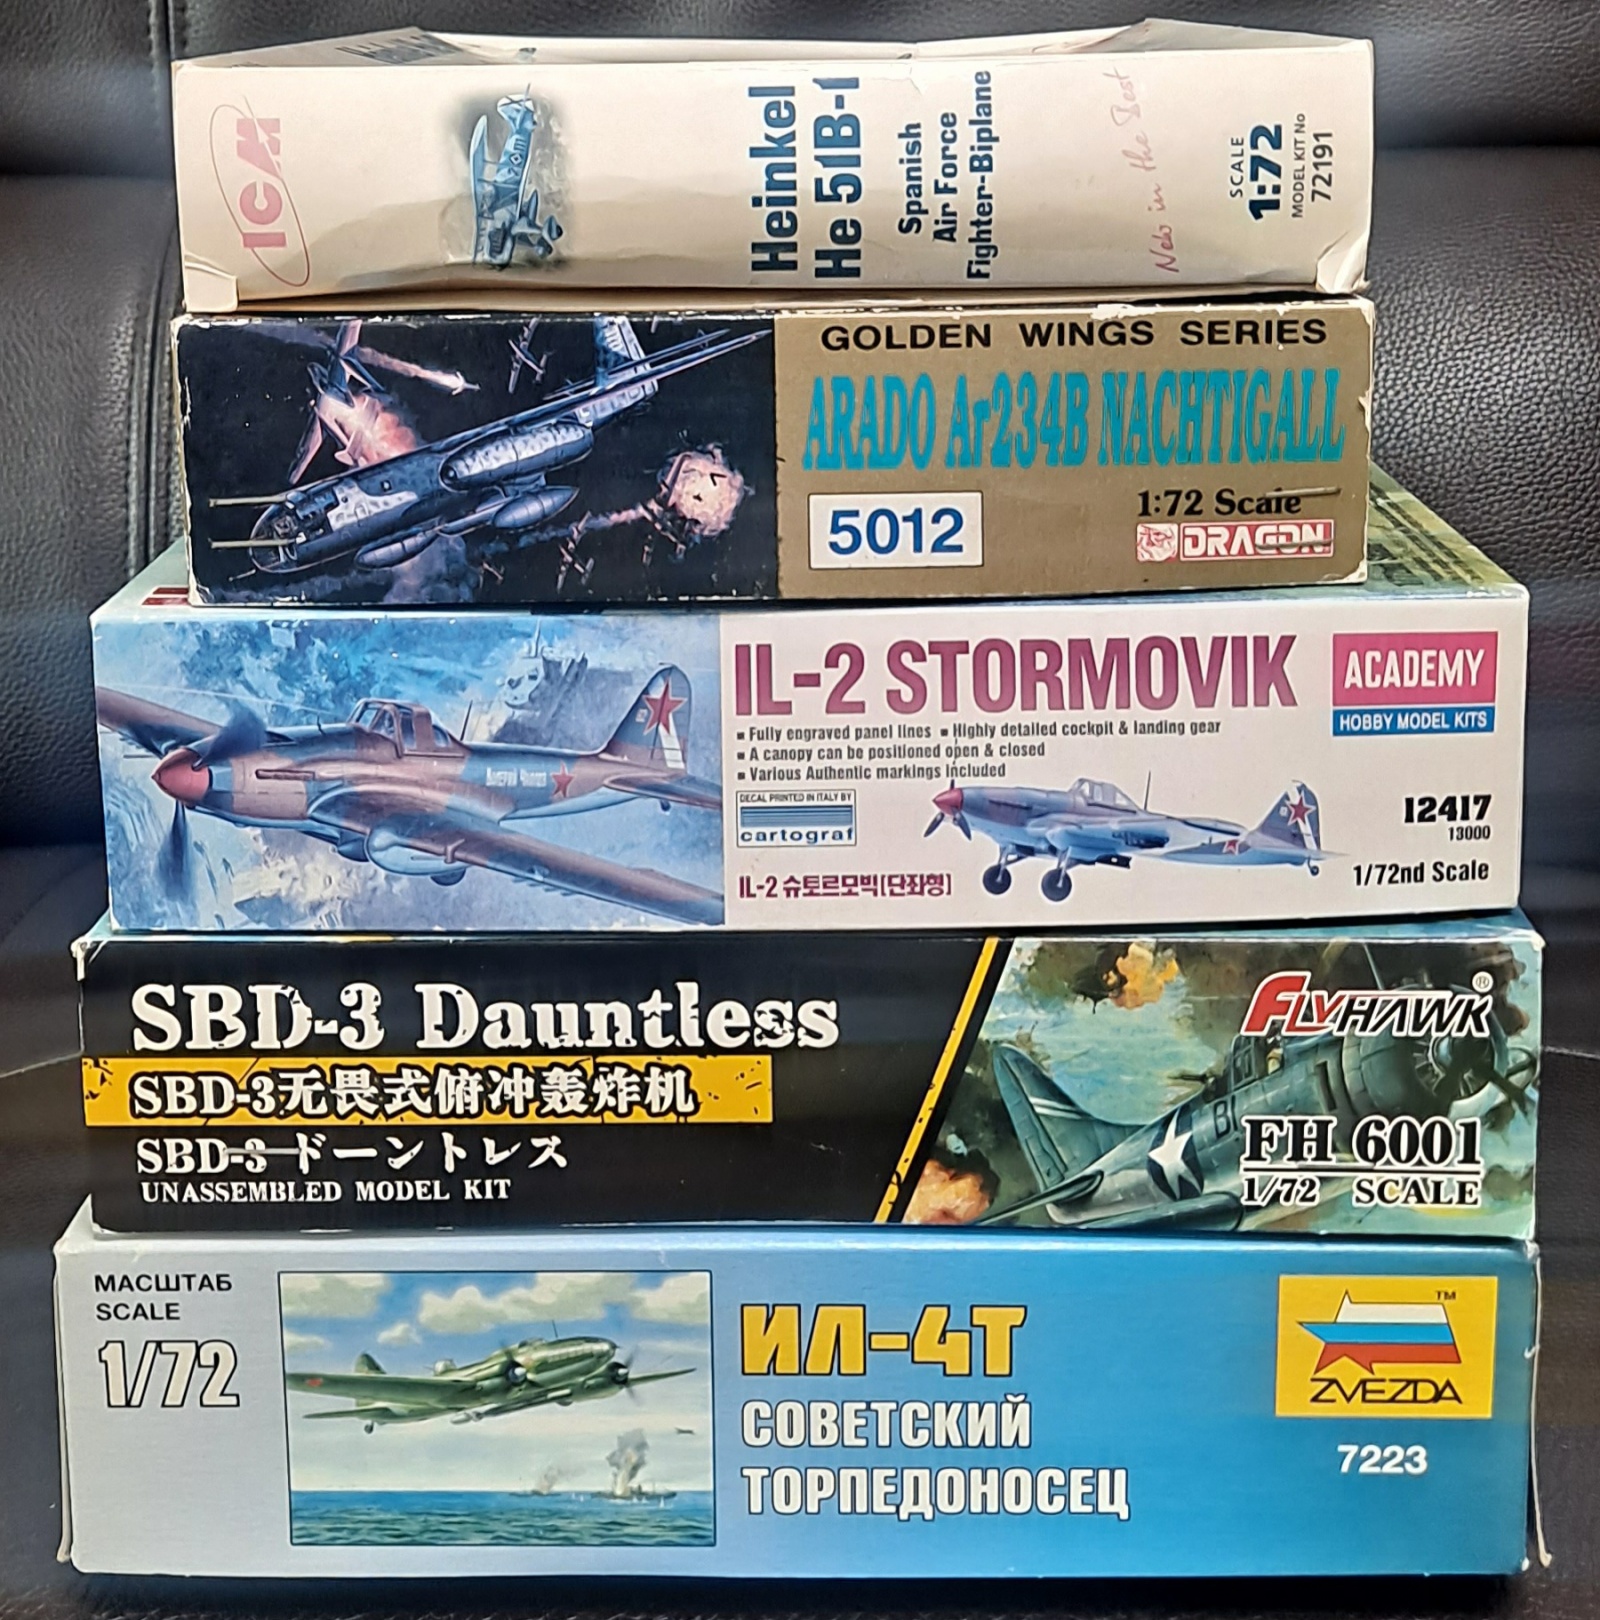 ICM
Heinkel
He 51B-1
Spanish
Air Force
Fighter-Biplane
New in the Best
SCALE
1:72
MODEL KIT No
72191
GOLDEN WINGS SERIES
ARADO Ar234B NACHTIGALL
5012
1:72 Scale
DRAGON
IL-2 STORMOVIK
▪ Fully engraved panel lines ▪ Highly detailed cockpit & landing gear
▪ A canopy can be positioned open & closed
▪ Various Authentic markings included
DECAL PRINTED IN ITALY BY
cartograf
IL-2 슈토르모빅[단좌형]
ACADEMY
HOBBY MODEL KITS
12417
13000
1/72nd Scale
SBD-3 Dauntless
SBD-3无畏式俯冲轰炸机
SBD-3 ドーントレス
UNASSEMBLED MODEL KIT
FLYHAWK®
FH 6001
1/72 SCALE
МАСШТАБ
SCALE
1/72
ИЛ-4Т
СОВЕТСКИЙ
ТОРПЕДОНОСЕЦ
TM
ZVEZDA
7223